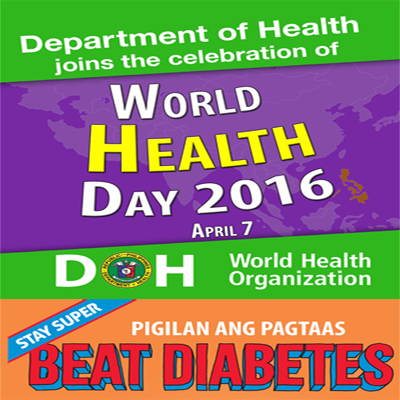 Department of Health
joins the celebration of
WORLD
HEALTH
DAY 2016
APRIL 7
DOH
World Health
Organization
STAY SUPER
PIGILAN ANG PAGTAAS
BEAT DIABETES